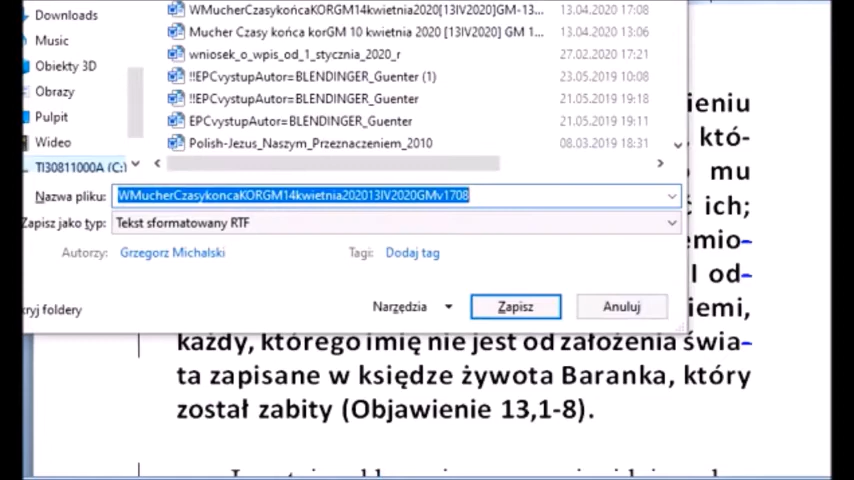 Downloads
Music
Obiekty 3D
Obrazy
Pulpit
Wideo
TI30811000A (C:)
WMucherCzasykońcaKORGM14kwietnia2020[13IV2020]GM-13... 13.04.2020 17:08
Mucher Czasy końca korGM 10 kwietnia 2020 [13IV2020] GM 1... 13.04.2020 13:06
wniosek_o_wpis_od_1_stycznia_2020_r 27.02.2020 17:21
!!EPCvystupAutor=BLENDINGER_Guenter (1) 23.05.2019 10:08
!!EPCvystupAutor=BLENDINGER_Guenter 21.05.2019 19:18
EPCvystupAutor=BLENDINGER_Guenter 21.05.2019 19:11
Polish-Jezus_Naszym_Przeznaczeniem_2010 08.03.2019 18:31
Nazwa pliku: WMucherCzasykoncaKORGM14kwietnia202013IV2020GMv1708
Zapisz jako typ: Tekst sformatowany RTF
Autorzy: Grzegorz Michalski Tagi: Dodaj tag
kryj foldery Narzędzia Zapisz Anuluj
ieniu
któ-
mu
ć ich;
emio-
I od-
iemi,
każdy, którego imię nie jest od założenia świa-
ta zapisane w księdze żywota Baranka, który
został zabity (Objawienie 13,1-8).